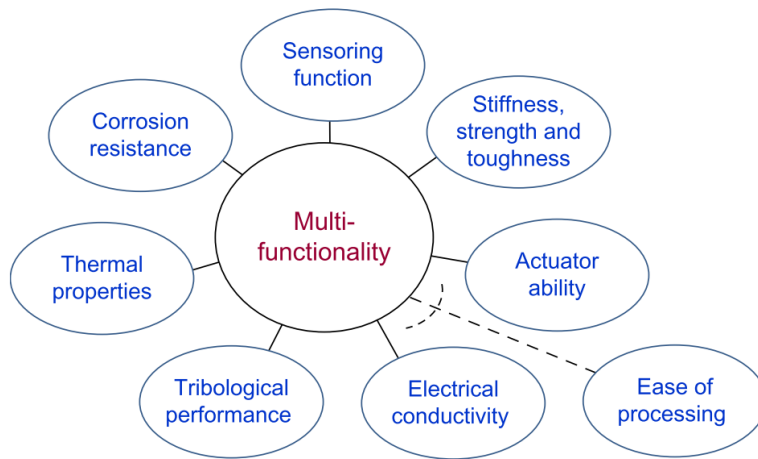 Sensoring
function
Stiffness,
strength and
toughness
Corrosion
resistance
Multi-
functionality
Thermal
properties
Actuator
ability
Tribological
performance
Electrical
conductivity
Ease of
processing